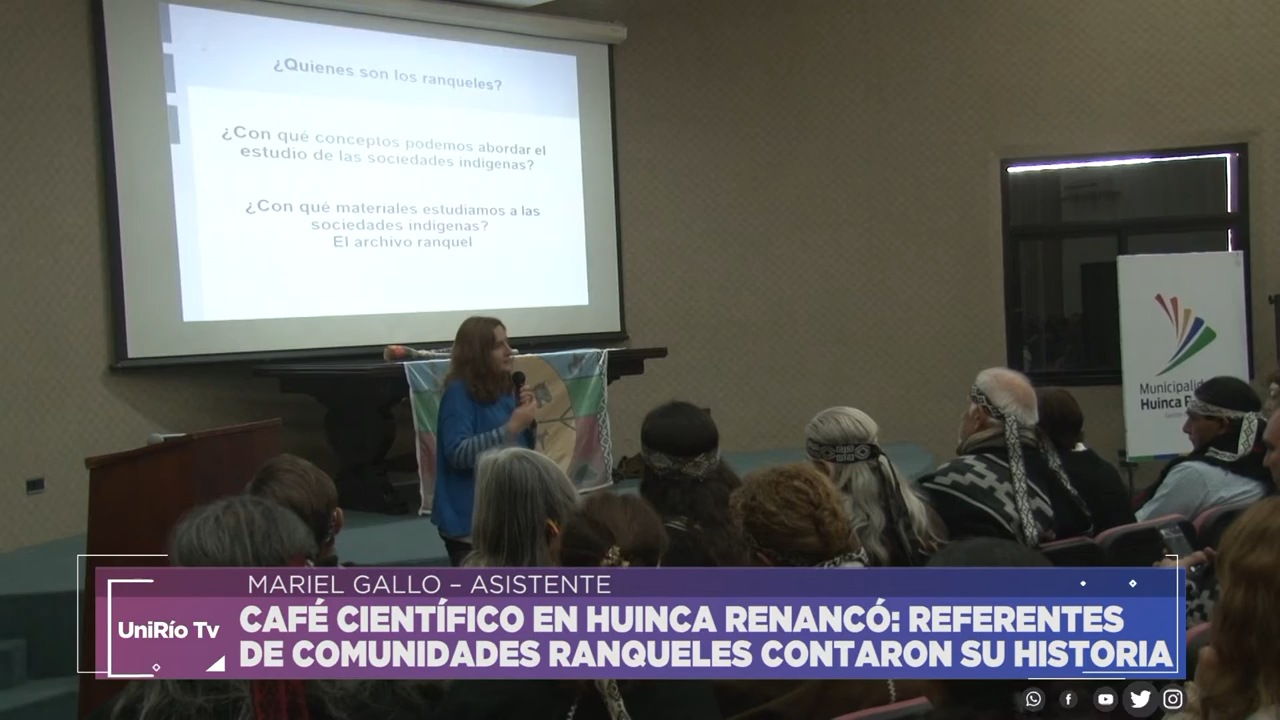 ¿Quienes son los ranqueles?
¿Con qué conceptos podemos abordar el
estudio de las sociedades indigenas?
¿Con qué materiales estudiamos a las
sociedades indigenas?
El archivo ranquel
Municipalid
Huinca
MARIEL GALLO – ASISTENTE
UniRío Tv
CAFÉ CIENTÍFICO EN HUINCA RENANCÓ: REFERENTES
DE COMUNIDADES RANQUELES CONTARON SU HISTORIA